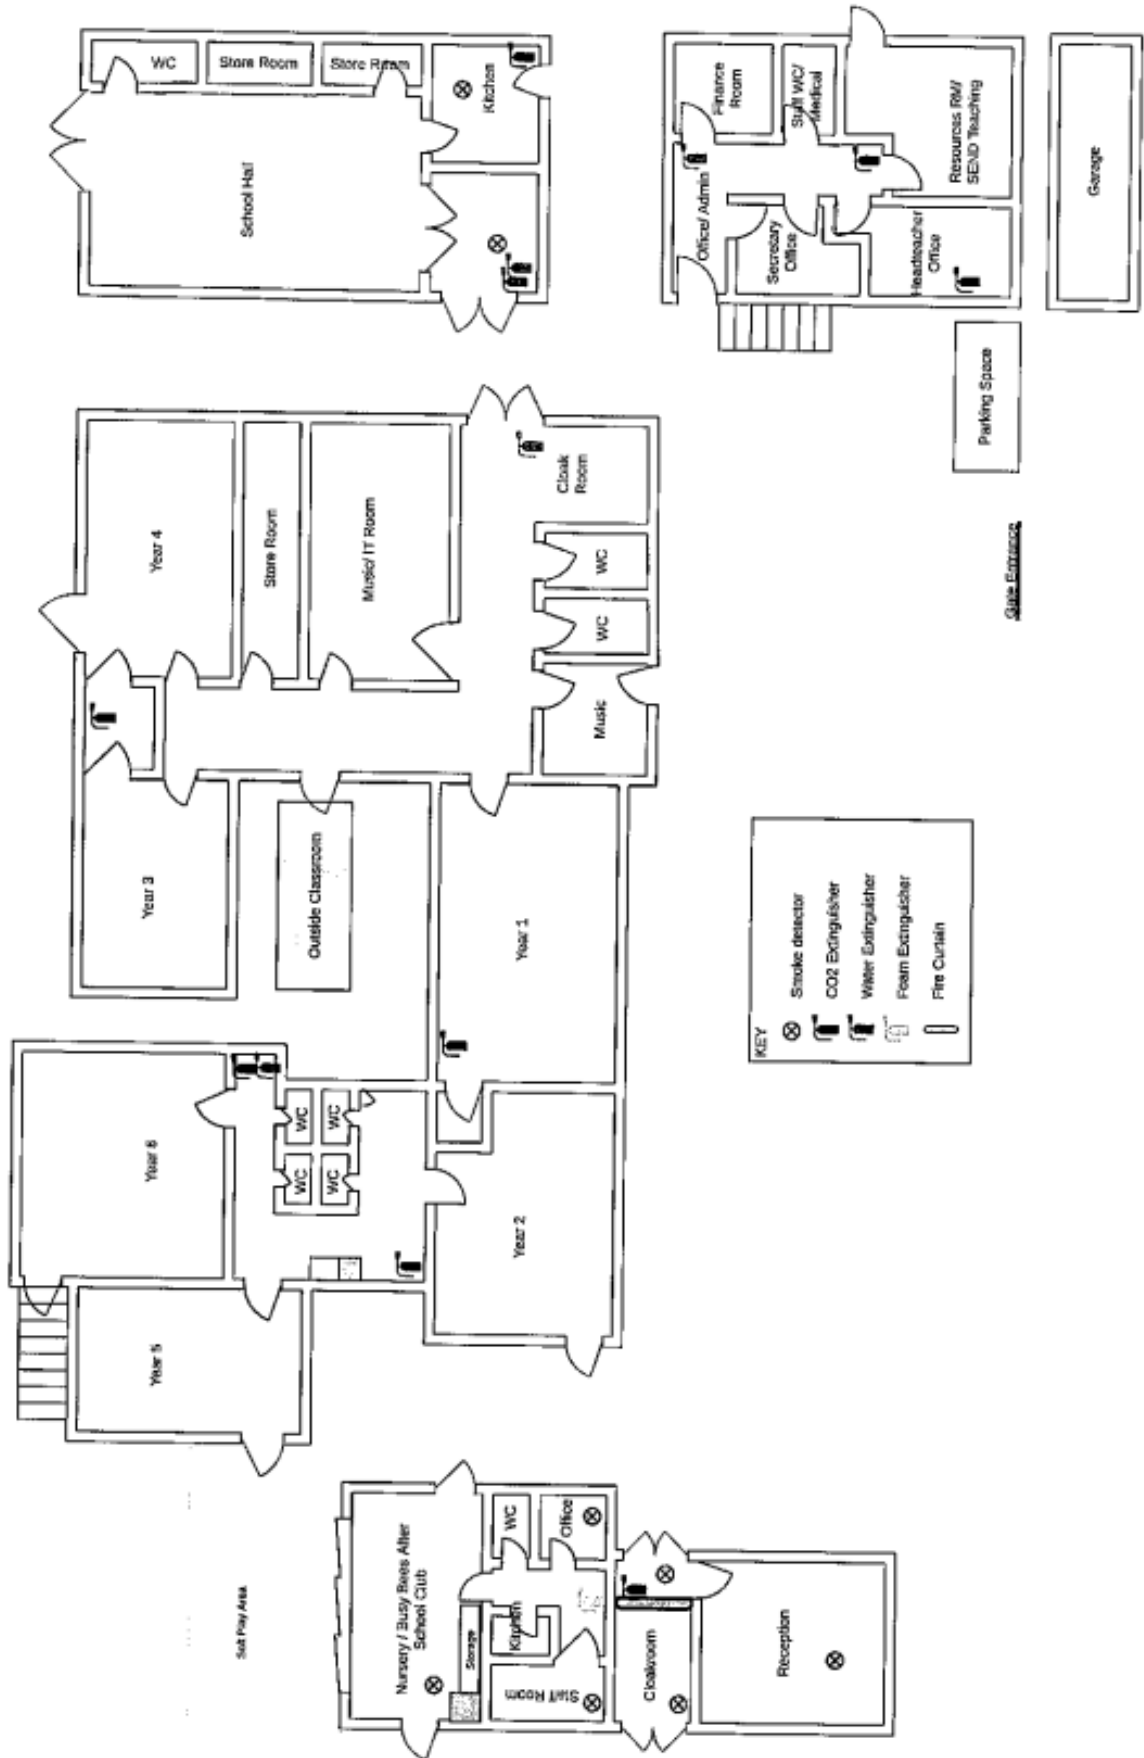 WC
Store Room
Store Room
Kitchen
School Hall
Finance
Room
Staff WC/
Medical
Resources RM/
SEND Teaching
Office/ Admin
Secretary
Office
Headteacher
Office
Garage
Parking Space
Gate Entrance
Year 4
Store Room
Music/ IT Room
Cloak
Room
WC
WC
Music
Year 3
Outside Classroom
Year 1
Year 6
WC
WC
WC
WC
Year 2
Year 5
KEY
Smoke detector
CO2 Extinguisher
Water Extinguisher
Foam Extinguisher
Fire Curtain
Soft Play Area
Nursery / Busy Bees After
School Club
WC
Office
Storage
Kitchen
Staff Room
Cloakroom
Reception